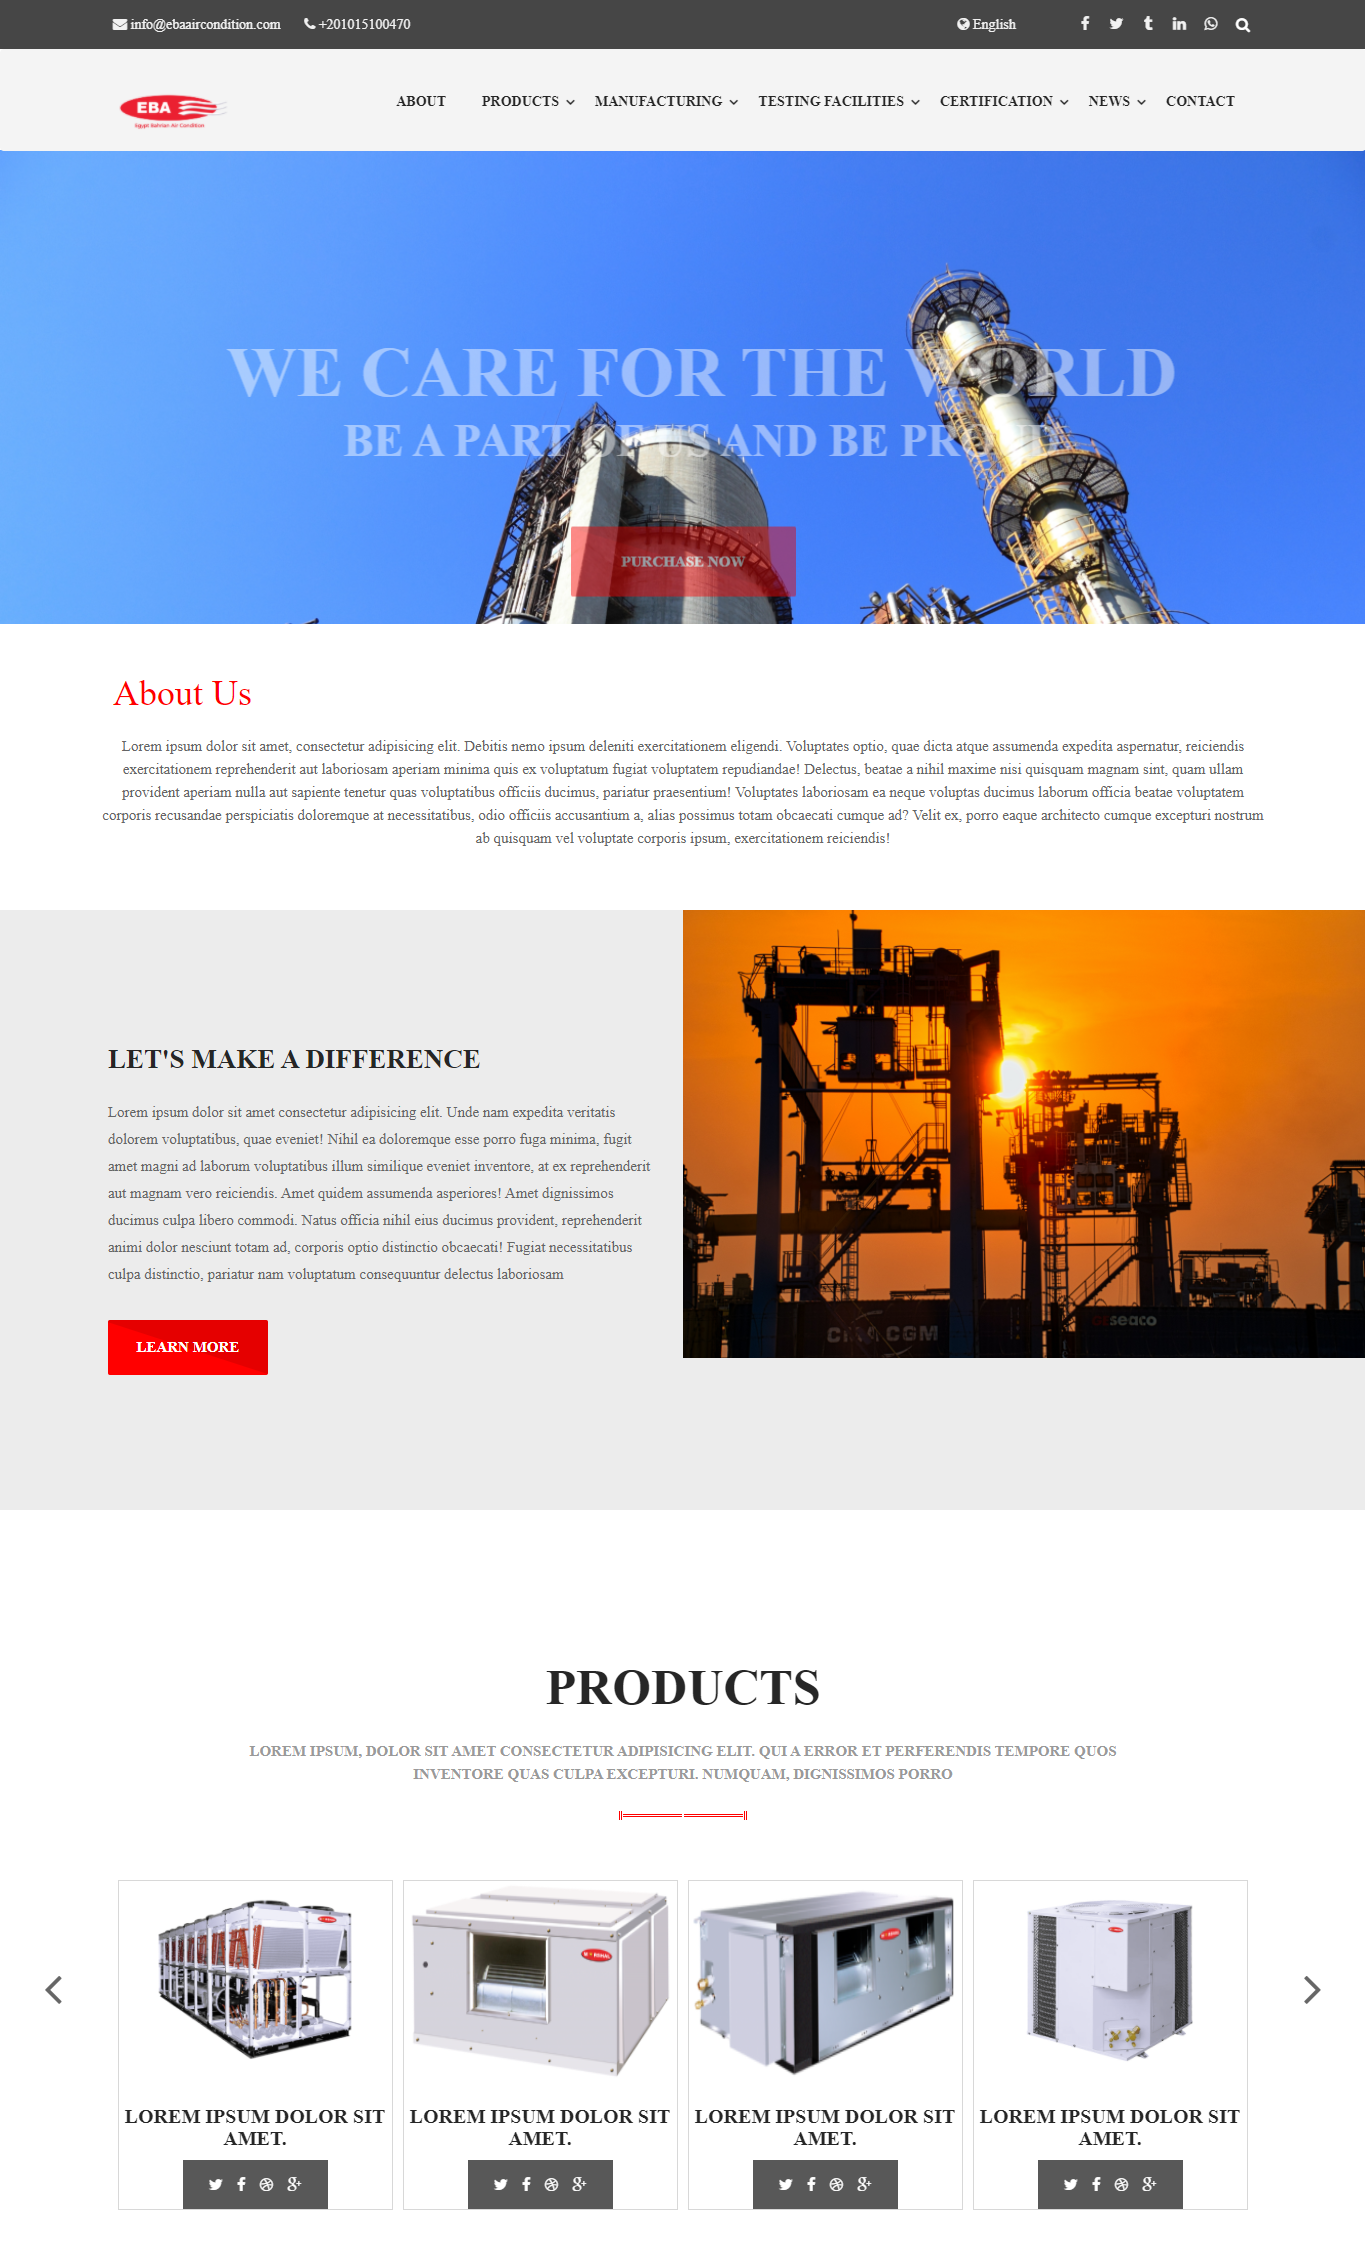 info@ebaaircondition.com
+201015100470
English
EBA
Egypt Bahrian Air Condition
ABOUT
PRODUCTS
MANUFACTURING
TESTING FACILITIES
CERTIFICATION
NEWS
CONTACT
WE CARE FOR THE WORLD
BE A PART OF US AND BE PROUD
PURCHASE NOW
About Us
Lorem ipsum dolor sit amet, consectetur adipisicing elit. Debitis nemo ipsum deleniti exercitationem eligendi. Voluptates optio, quae dicta atque assumenda expedita aspernatur, reiciendis
exercitationem reprehenderit aut laboriosam aperiam minima quis ex voluptatum fugiat voluptatem repudiandae! Delectus, beatae a nihil maxime nisi quisquam magnam sint, quam ullam
provident aperiam nulla aut sapiente tenetur quas voluptatibus officiis ducimus, pariatur praesentium! Voluptates laboriosam ea neque voluptas ducimus laborum officia beatae voluptatem
corporis recusandae perspiciatis doloremque at necessitatibus, odio officiis accusantium a, alias possimus totam obcaecati cumque ad? Velit ex, porro eaque architecto cumque excepturi nostrum
ab quisquam vel voluptate corporis ipsum, exercitationem reiciendis!
LET'S MAKE A DIFFERENCE
Lorem ipsum dolor sit amet consectetur adipisicing elit. Unde nam expedita veritatis
dolorem voluptatibus, quae eveniet! Nihil ea doloremque esse porro fuga minima, fugit
amet magni ad laborum voluptatibus illum similique eveniet inventore, at ex reprehenderit
aut magnam vero reiciendis. Amet quidem assumenda asperiores! Amet dignissimos
ducimus culpa libero commodi. Natus officia nihil eius ducimus provident, reprehenderit
animi dolor nesciunt totam ad, corporis optio distinctio obcaecati! Fugiat necessitatibus
culpa distinctio, pariatur nam voluptatum consequuntur delectus laboriosam
LEARN MORE
CMA CGM
seaco
PRODUCTS
LOREM IPSUM, DOLOR SIT AMET CONSECTETUR ADIPISICING ELIT. QUI A ERROR ET PERFERENDIS TEMPORE QUOS
INVENTORE QUAS CULPA EXCEPTURI. NUMQUAM, DIGNISSIMOS PORRO
LOREM IPSUM DOLOR SIT
AMET.
LOREM IPSUM DOLOR SIT
AMET.
LOREM IPSUM DOLOR SIT
AMET.
LOREM IPSUM DOLOR SIT
AMET.